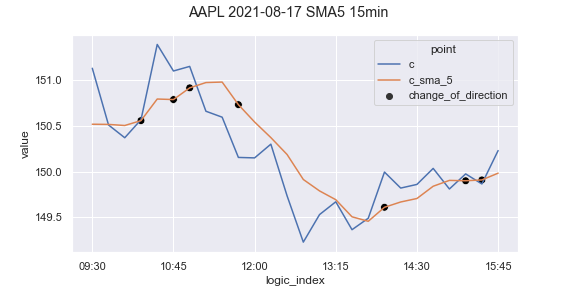 AAPL 2021-08-17 SMA5 15min
point
c
c_sma_5
change_of_direction
value
151.0
150.5
150.0
149.5
09:30 10:45 12:00 13:15 14:30 15:45
logic_index